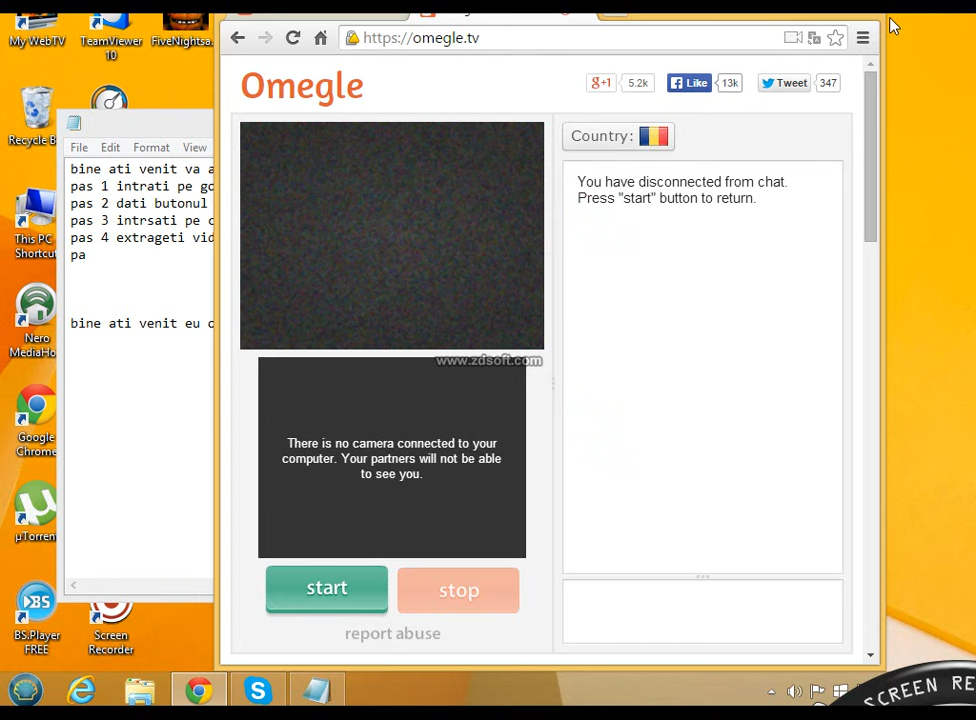 My WebTV
TeamViewer
10
FiveNightsa...
Recycle B
This PC
Shortcut
Nero
MediaHo
Google
Chrome
µTorrent
BS.Player
FREE
Screen
Recorder
File Edit Format View
bine ati venit va a
pas 1 intrati pe go
pas 2 dati butonul
pas 3 intrsati pe c
pas 4 extrageti vid
pa
bine ati venit eu c
https://omegle.tv
Omegle
g+1 5.2k
Like 13k
Tweet 347
Country:
You have disconnected from chat.
Press "start" button to return.
www.zdsoft.com
There is no camera connected to your
computer. Your partners will not be able
to see you.
start
stop
report abuse
SCREEN RE